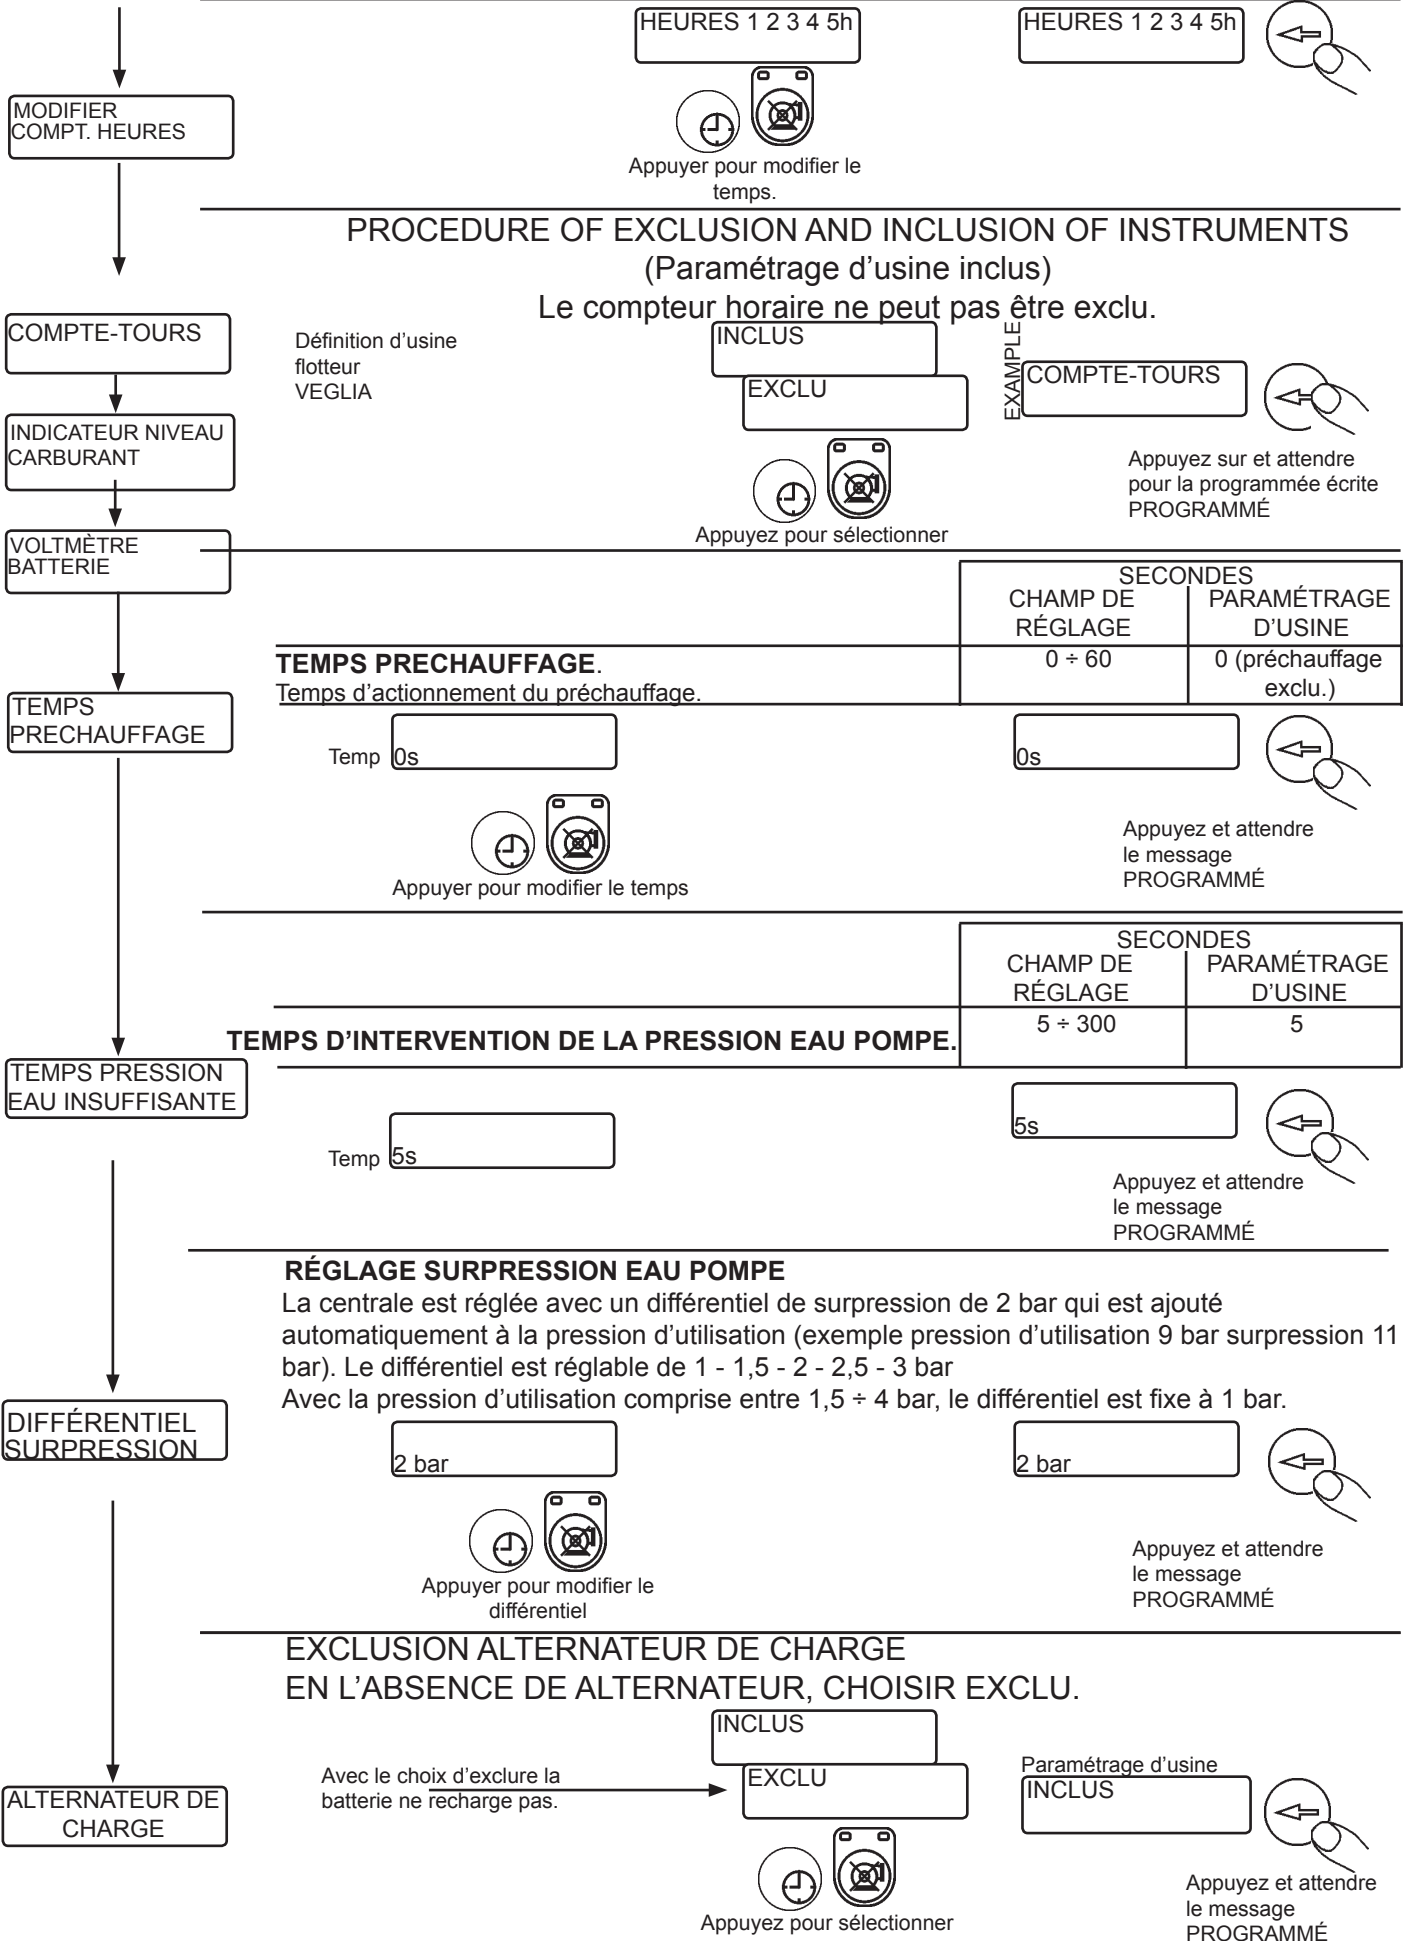 HEURES 1 2 3 4 5h
HEURES 1 2 3 4 5h
MODIFIER
COMPT. HEURES
Appuyer pour modifier le
temps.
PROCEDURE OF EXCLUSION AND INCLUSION OF INSTRUMENTS
(Paramétrage d'usine inclus)
Le compteur horaire ne peut pas être exclu.
COMPTE-TOURS
Définition d'usine
flotteur
VEGLIA
INCLUS
EXCLU
EXAMPLE
COMPTE-TOURS
INDICATEUR NIVEAU
CARBURANT
Appuyez sur et attendre
pour la programmée écrite
PROGRAMMÉ
Appuyez pour sélectionner
VOLTMÈTRE
BATTERIE
SECONDES
CHAMP DE
RÉGLAGE
PARAMÉTRAGE
D'USINE
TEMPS PRECHAUFFAGE.
Temps d'actionnement du préchauffage.
0 ÷ 60
0 (préchauffage
exclu.)
TEMPS
PRECHAUFFAGE
Temp
0s
0s
Appuyer pour modifier le temps
Appuyez et attendre
le message
PROGRAMMÉ
SECONDES
CHAMP DE
RÉGLAGE
PARAMÉTRAGE
D'USINE
TEMPS D'INTERVENTION DE LA PRESSION EAU POMPE.
5 ÷ 300
5
TEMPS PRESSION
EAU INSUFFISANTE
Temp
5s
5s
Appuyez et attendre
le message
PROGRAMMÉ
RÉGLAGE SURPRESSION EAU POMPE
La centrale est réglée avec un différentiel de surpression de 2 bar qui est ajouté
automatiquement à la pression d'utilisation (exemple pression d'utilisation 9 bar surpression 11
bar). Le différentiel est réglable de 1 - 1,5 - 2 - 2,5 - 3 bar
Avec la pression d'utilisation comprise entre 1,5 ÷ 4 bar, le différentiel est fixe à 1 bar.
DIFFÉRENTIEL
SURPRESSION
2 bar
2 bar
Appuyer pour modifier le
différentiel
Appuyez et attendre
le message
PROGRAMMÉ
EXCLUSION ALTERNATEUR DE CHARGE
EN L'ABSENCE DE ALTERNATEUR, CHOISIR EXCLU.
INCLUS
EXCLU
Avec le choix d'exclure la
batterie ne recharge pas.
Paramétrage d'usine
INCLUS
ALTERNATEUR DE
CHARGE
Appuyez pour sélectionner
Appuyez et attendre
le message
PROGRAMMÉ